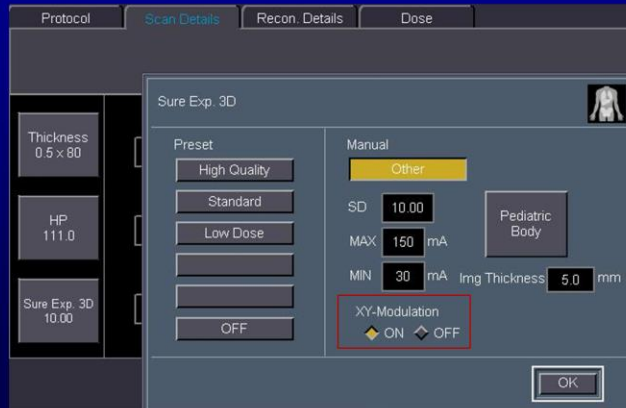 Protocol
Scan Details
Recon. Details
Dose
Sure Exp. 3D
Thickness
0.5 x 80
HP
111.0
Sure Exp. 3D
10.00
Preset
High Quality
Standard
Low Dose
OFF
Manual
Other
SD 10.00
MAX 150 mA
MIN 30 mA
Pediatric
Body
Img Thickness 5.0 mm
XY-Modulation
ON OFF
OK